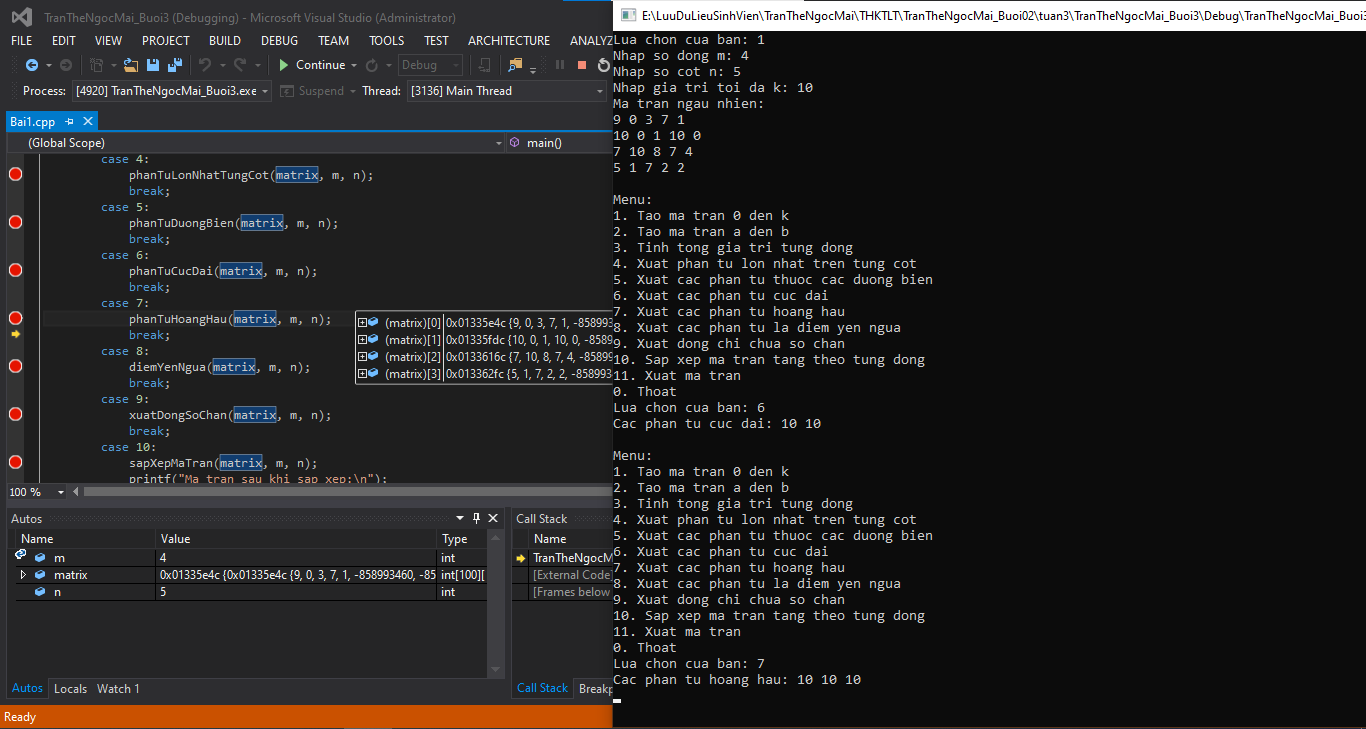 TranTheNgocMai_Buoi3 (Debugging) - Microsoft Visual Studio (Administrator)
FILE EDIT VIEW PROJECT BUILD DEBUG TEAM TOOLS TEST ARCHITECTURE ANALYZ
Continue Debug
Process: [4920] TranTheNgocMai_Buoi3.exe Suspend Thread: [3136] Main Thread
Bai1.cpp
(Global Scope) main()
case 4:
phanTuLonNhatTungCot(matrix, m, n);
break;
case 5:
phanTuDuongBien(matrix, m, n);
break;
case 6:
phanTuCucDai(matrix, m, n);
break;
case 7:
phanTuHoangHau(matrix, m, n);
break;
case 8:
diemYenNgua(matrix, m, n);
break;
case 9:
xuatDongSoChan(matrix, m, n);
break;
case 10:
sapXepMaTran(matrix, m, n);
printf("Ma tran sau khi sap xep:\n");
(matrix)[0] 0x01335e4c {9, 0, 3, 7, 1, -858993
(matrix)[1] 0x01335fdc {10, 0, 1, 10, 0, -85899
(matrix)[2] 0x0133616c {7, 10, 8, 7, 4, -858993
(matrix)[3] 0x013362fc {5, 1, 7, 2, 2, -858993
100 %
Autos
Name Value Type
m 4 int
matrix 0x01335e4c {0x01335e4c {9, 0, 3, 7, 1, -858993460, -85 int[100][
n 5 int
Autos Locals Watch 1
Call Stack
Name
TranTheNgocM
[External Code]
[Frames below
Call Stack Breakp
Ready
E:\LuuDuLieuSinhVien\TranTheNgocMai\THKTLT\TranTheNgocMai_Buoi02\tuan3\TranTheNgocMai_Buoi3\Debug\TranTheNgocMai_Buoi3
Lua chon cua ban: 1
Nhap so dong m: 4
Nhap so cot n: 5
Nhap gia tri toi da k: 10
Ma tran ngau nhien:
9 0 3 7 1
10 0 1 10 0
7 10 8 7 4
5 1 7 2 2
Menu:
1. Tao ma tran 0 den k
2. Tao ma tran a den b
3. Tinh tong gia tri tung dong
4. Xuat phan tu lon nhat tren tung cot
5. Xuat cac phan tu thuoc cac duong bien
6. Xuat cac phan tu cuc dai
7. Xuat cac phan tu hoang hau
8. Xuat cac phan tu la diem yen ngua
9. Xuat dong chi chua so chan
10. Sap xep ma tran tang theo tung dong
11. Xuat ma tran
0. Thoat
Lua chon cua ban: 6
Cac phan tu cuc dai: 10 10
Menu:
1. Tao ma tran 0 den k
2. Tao ma tran a den b
3. Tinh tong gia tri tung dong
4. Xuat phan tu lon nhat tren tung cot
5. Xuat cac phan tu thuoc cac duong bien
6. Xuat cac phan tu cuc dai
7. Xuat cac phan tu hoang hau
8. Xuat cac phan tu la diem yen ngua
9. Xuat dong chi chua so chan
10. Sap xep ma tran tang theo tung dong
11. Xuat ma tran
0. Thoat
Lua chon cua ban: 7
Cac phan tu hoang hau: 10 10 10